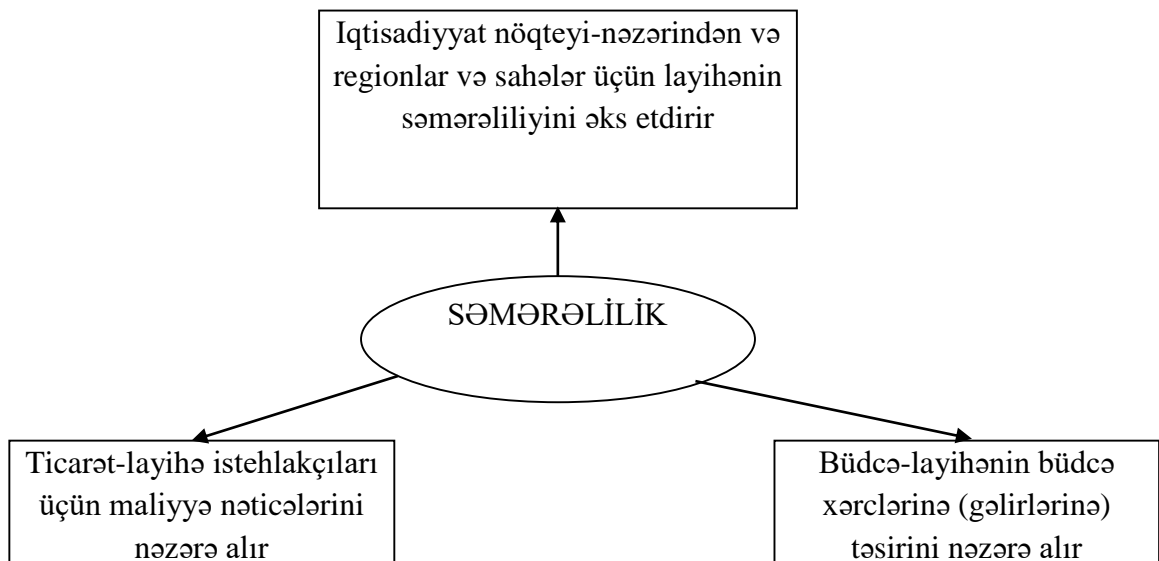 Iqtisadiyyat nöqteyi-nəzərindən və
regionlar və sahələr üçün layihənin
səmərəliliyini əks etdirir
SƏMƏRƏLİLİK
Ticarət-layihə istehlakçıları
üçün maliyyə nəticələrini
nəzərə alır
Büdcə-layihənin büdcə
xərclərinə (gəlirlərinə)
təsirini nəzərə alır